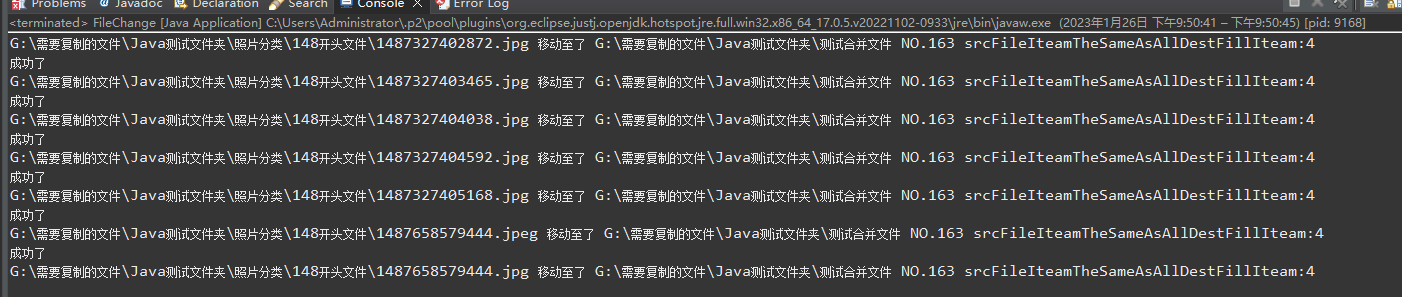 Problems Javadoc Declaration Search Console Error Log
<terminated> FileChange [Java Application] C:\Users\Administrator\.p2\pool\plugins\org.eclipse.justj.openjdk.hotspot.jre.full.win32.x86_64_17.0.5.v20221102-0933\jre\bin\javaw.exe (2023年1月26日 下午9:50:41 – 下午9:50:45) [pid: 9168]
G:\需要复制的文件\Java测试文件夹\照片分类\148开头文件\1487327402872.jpg 移动至了 G:\需要复制的文件\Java测试文件夹\测试合并文件 NO.163 srcFileIteamTheSameAsAllDestFillIteam:4
成功了
G:\需要复制的文件\Java测试文件夹\照片分类\148开头文件\1487327403465.jpg 移动至了 G:\需要复制的文件\Java测试文件夹\测试合并文件 NO.163 srcFileIteamTheSameAsAllDestFillIteam:4
成功了
G:\需要复制的文件\Java测试文件夹\照片分类\148开头文件\1487327404038.jpg 移动至了 G:\需要复制的文件\Java测试文件夹\测试合并文件 NO.163 srcFileIteamTheSameAsAllDestFillIteam:4
成功了
G:\需要复制的文件\Java测试文件夹\照片分类\148开头文件\1487327404592.jpg 移动至了 G:\需要复制的文件\Java测试文件夹\测试合并文件 NO.163 srcFileIteamTheSameAsAllDestFillIteam:4
成功了
G:\需要复制的文件\Java测试文件夹\照片分类\148开头文件\1487327405168.jpg 移动至了 G:\需要复制的文件\Java测试文件夹\测试合并文件 NO.163 srcFileIteamTheSameAsAllDestFillIteam:4
成功了
G:\需要复制的文件\Java测试文件夹\照片分类\148开头文件\1487658579444.jpeg 移动至了 G:\需要复制的文件\Java测试文件夹\测试合并文件 NO.163 srcFileIteamTheSameAsAllDestFillIteam:4
成功了
G:\需要复制的文件\Java测试文件夹\照片分类\148开头文件\1487658579444.jpg 移动至了 G:\需要复制的文件\Java测试文件夹\测试合并文件 NO.163 srcFileIteamTheSameAsAllDestFillIteam:4